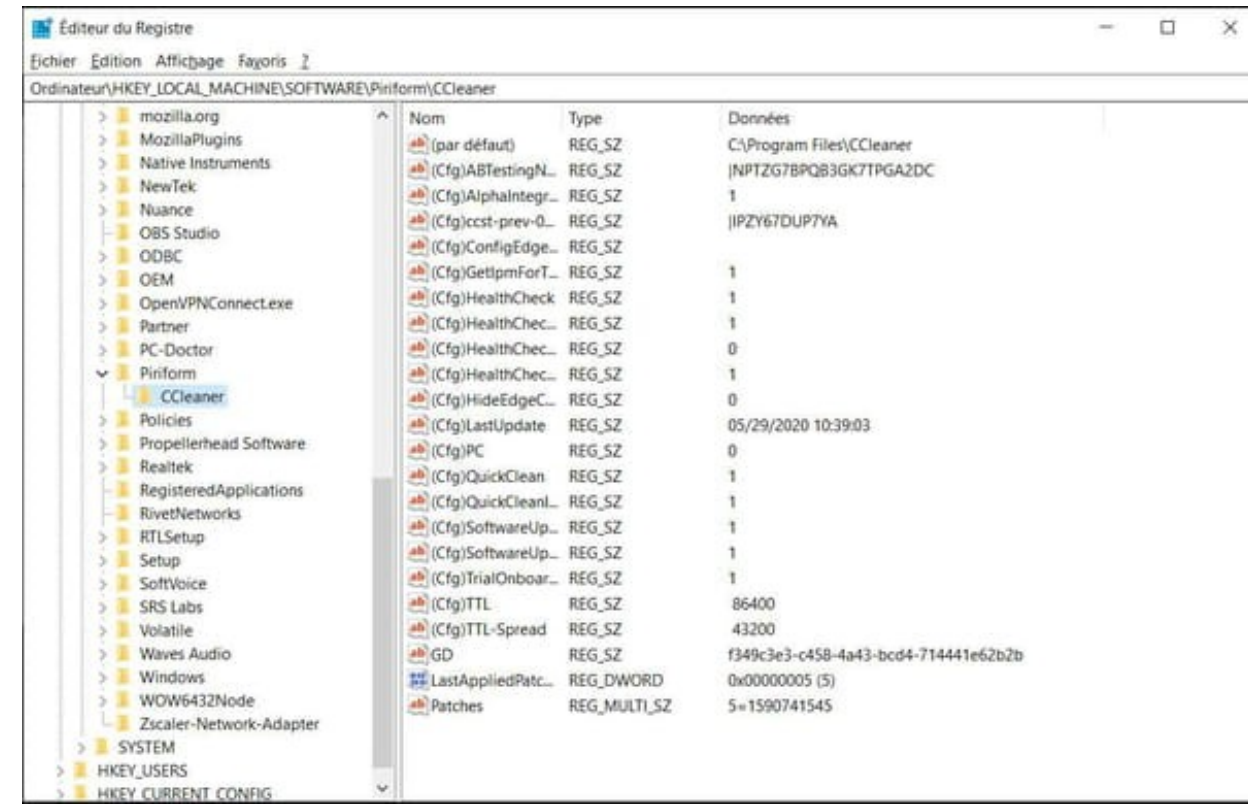 Éditeur du Registre
Fichier Edition Affichage Favoris ?
Ordinateur\HKEY_LOCAL_MACHINE\SOFTWARE\Piriform\CCleaner
mozilla.org
MozillaPlugins
Native Instruments
NewTek
Nuance
OBS Studio
ODBC
OEM
OpenVPNConnect.exe
Partner
PC-Doctor
Piriform
CCleaner
Policies
Propellerhead Software
Realtek
RegisteredApplications
RivetNetworks
RTLSetup
Setup
SoftVoice
SRS Labs
Volatile
Waves Audio
Windows
WOW6432Node
Zscaler-Network-Adapter
SYSTEM
HKEY_USERS
HKEY_CURRENT_CONFIG
Nom Type Données
(par défaut) REG_SZ C:\Program Files\CCleaner
(Cfg)ABTestingN... REG_SZ |NPTZG7BPQB3GK7TPGA2DC
(Cfg)AlphaIntegr... REG_SZ 1
(Cfg)ccst-prev-0... REG_SZ |IPZY67DUP7YA
(Cfg)ConfigEdge... REG_SZ
(Cfg)GetIpmForT... REG_SZ 1
(Cfg)HealthCheck REG_SZ 1
(Cfg)HealthChec... REG_SZ 1
(Cfg)HealthChec... REG_SZ 0
(Cfg)HealthChec... REG_SZ 1
(Cfg)HideEdgeC... REG_SZ 0
(Cfg)LastUpdate REG_SZ 05/29/2020 10:39:03
(Cfg)PC REG_SZ 0
(Cfg)QuickClean REG_SZ 1
(Cfg)QuickCleanI... REG_SZ 1
(Cfg)SoftwareUp... REG_SZ 1
(Cfg)SoftwareUp... REG_SZ 1
(Cfg)TrialOnboar... REG_SZ 1
(Cfg)TTL REG_SZ 86400
(Cfg)TTL-Spread REG_SZ 43200
GD REG_SZ f349c3e3-c458-4a43-bcd4-714441e62b2b
LastAppliedPatc... REG_DWORD 0x00000005 (5)
Patches REG_MULTI_SZ 5=1590741545